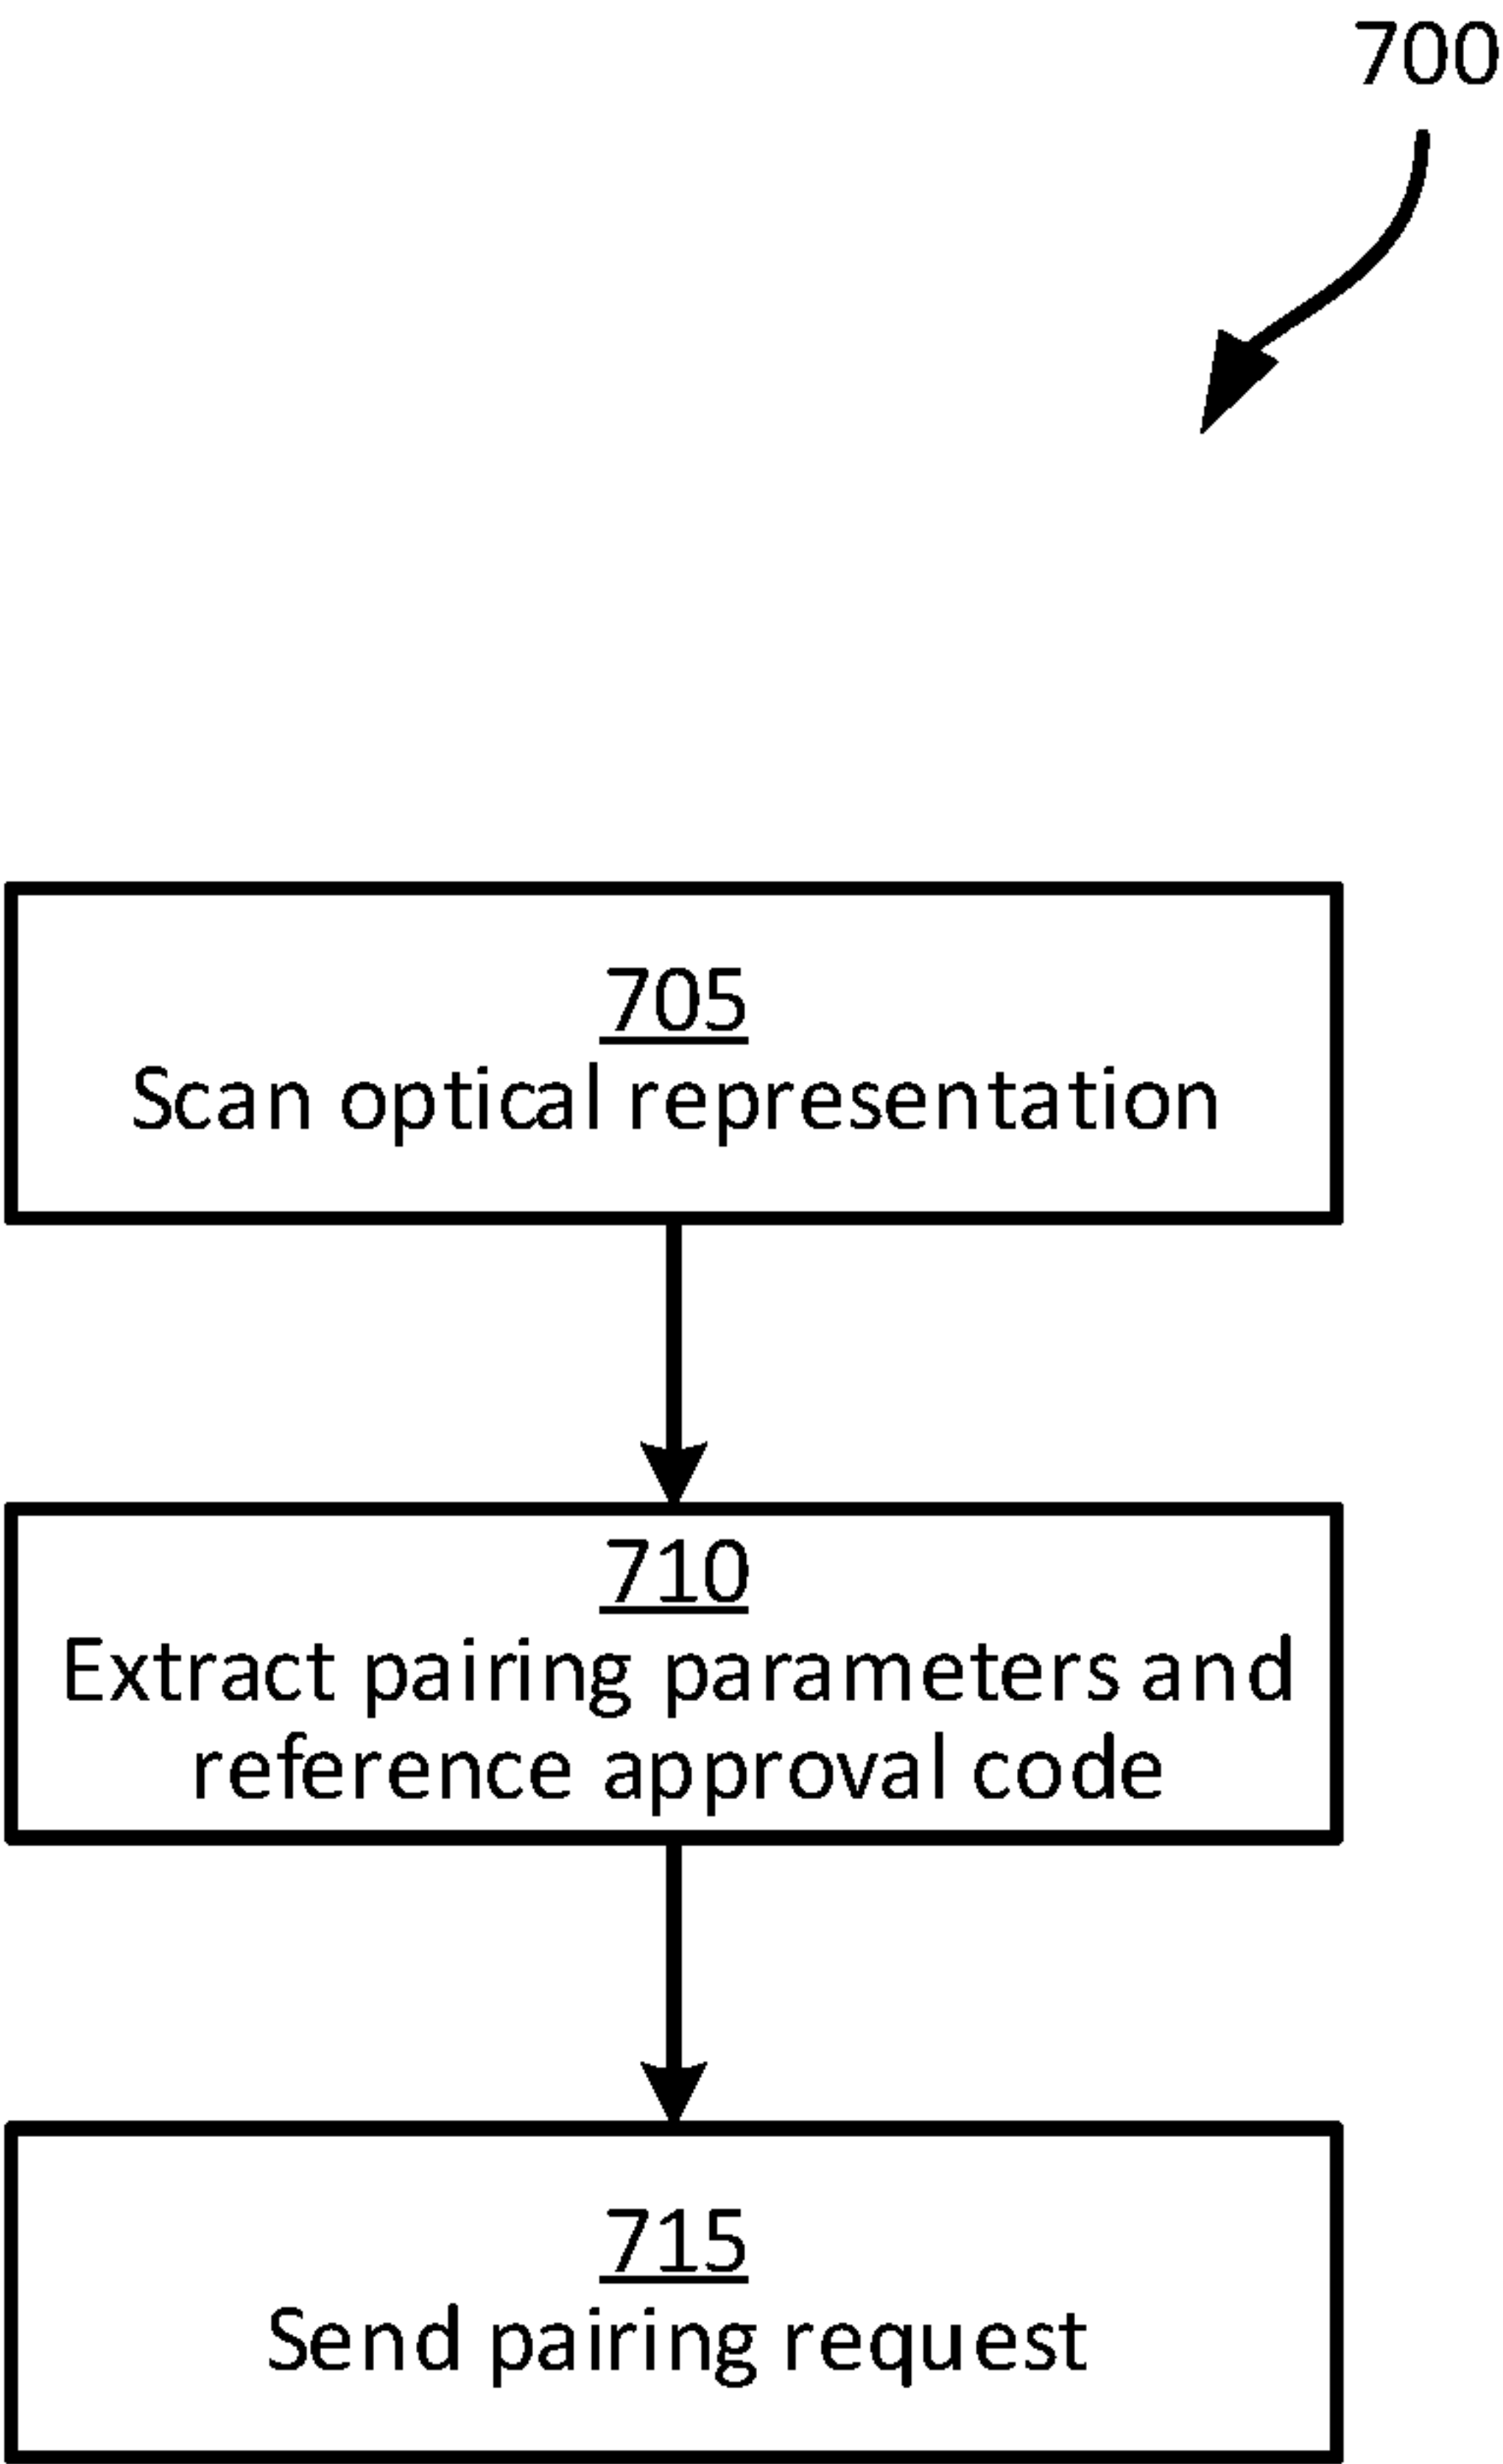 700
705
Scan optical representation
710
Extract pairing parameters and
reference approval code
715
Send pairing request